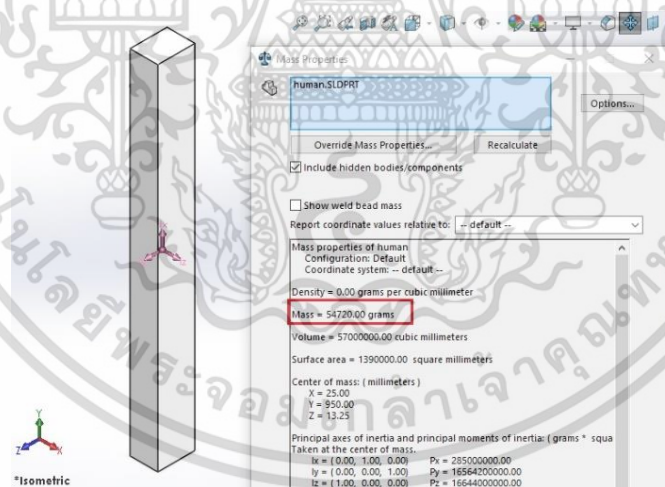 Mass Properties
human.SLDPRT
Options...
Override Mass Properties...
Recalculate
Include hidden bodies/components
Show weld bead mass
Report coordinate values relative to: -- default --
Mass properties of human
Configuration: Default
Coordinate system: -- default --
Density = 0.00 grams per cubic millimeter
Mass = 54720.00 grams
Volume = 57000000.00 cubic millimeters
Surface area = 1390000.00 square millimeters
Center of mass: ( millimeters )
X = 25.00
Y = 950.00
Z = 13.25
Principal axes of inertia and principal moments of inertia: ( grams * squa
Taken at the center of mass.
Ix = ( 0.00, 1.00, 0.00) Px = 285000000.00
Iy = ( 0.00, 0.00, 1.00) Py = 16564200000.00
Iz = ( 1.00, 0.00, 0.00) Pz = 16644000000.00
Y
Z
X
*Isometric